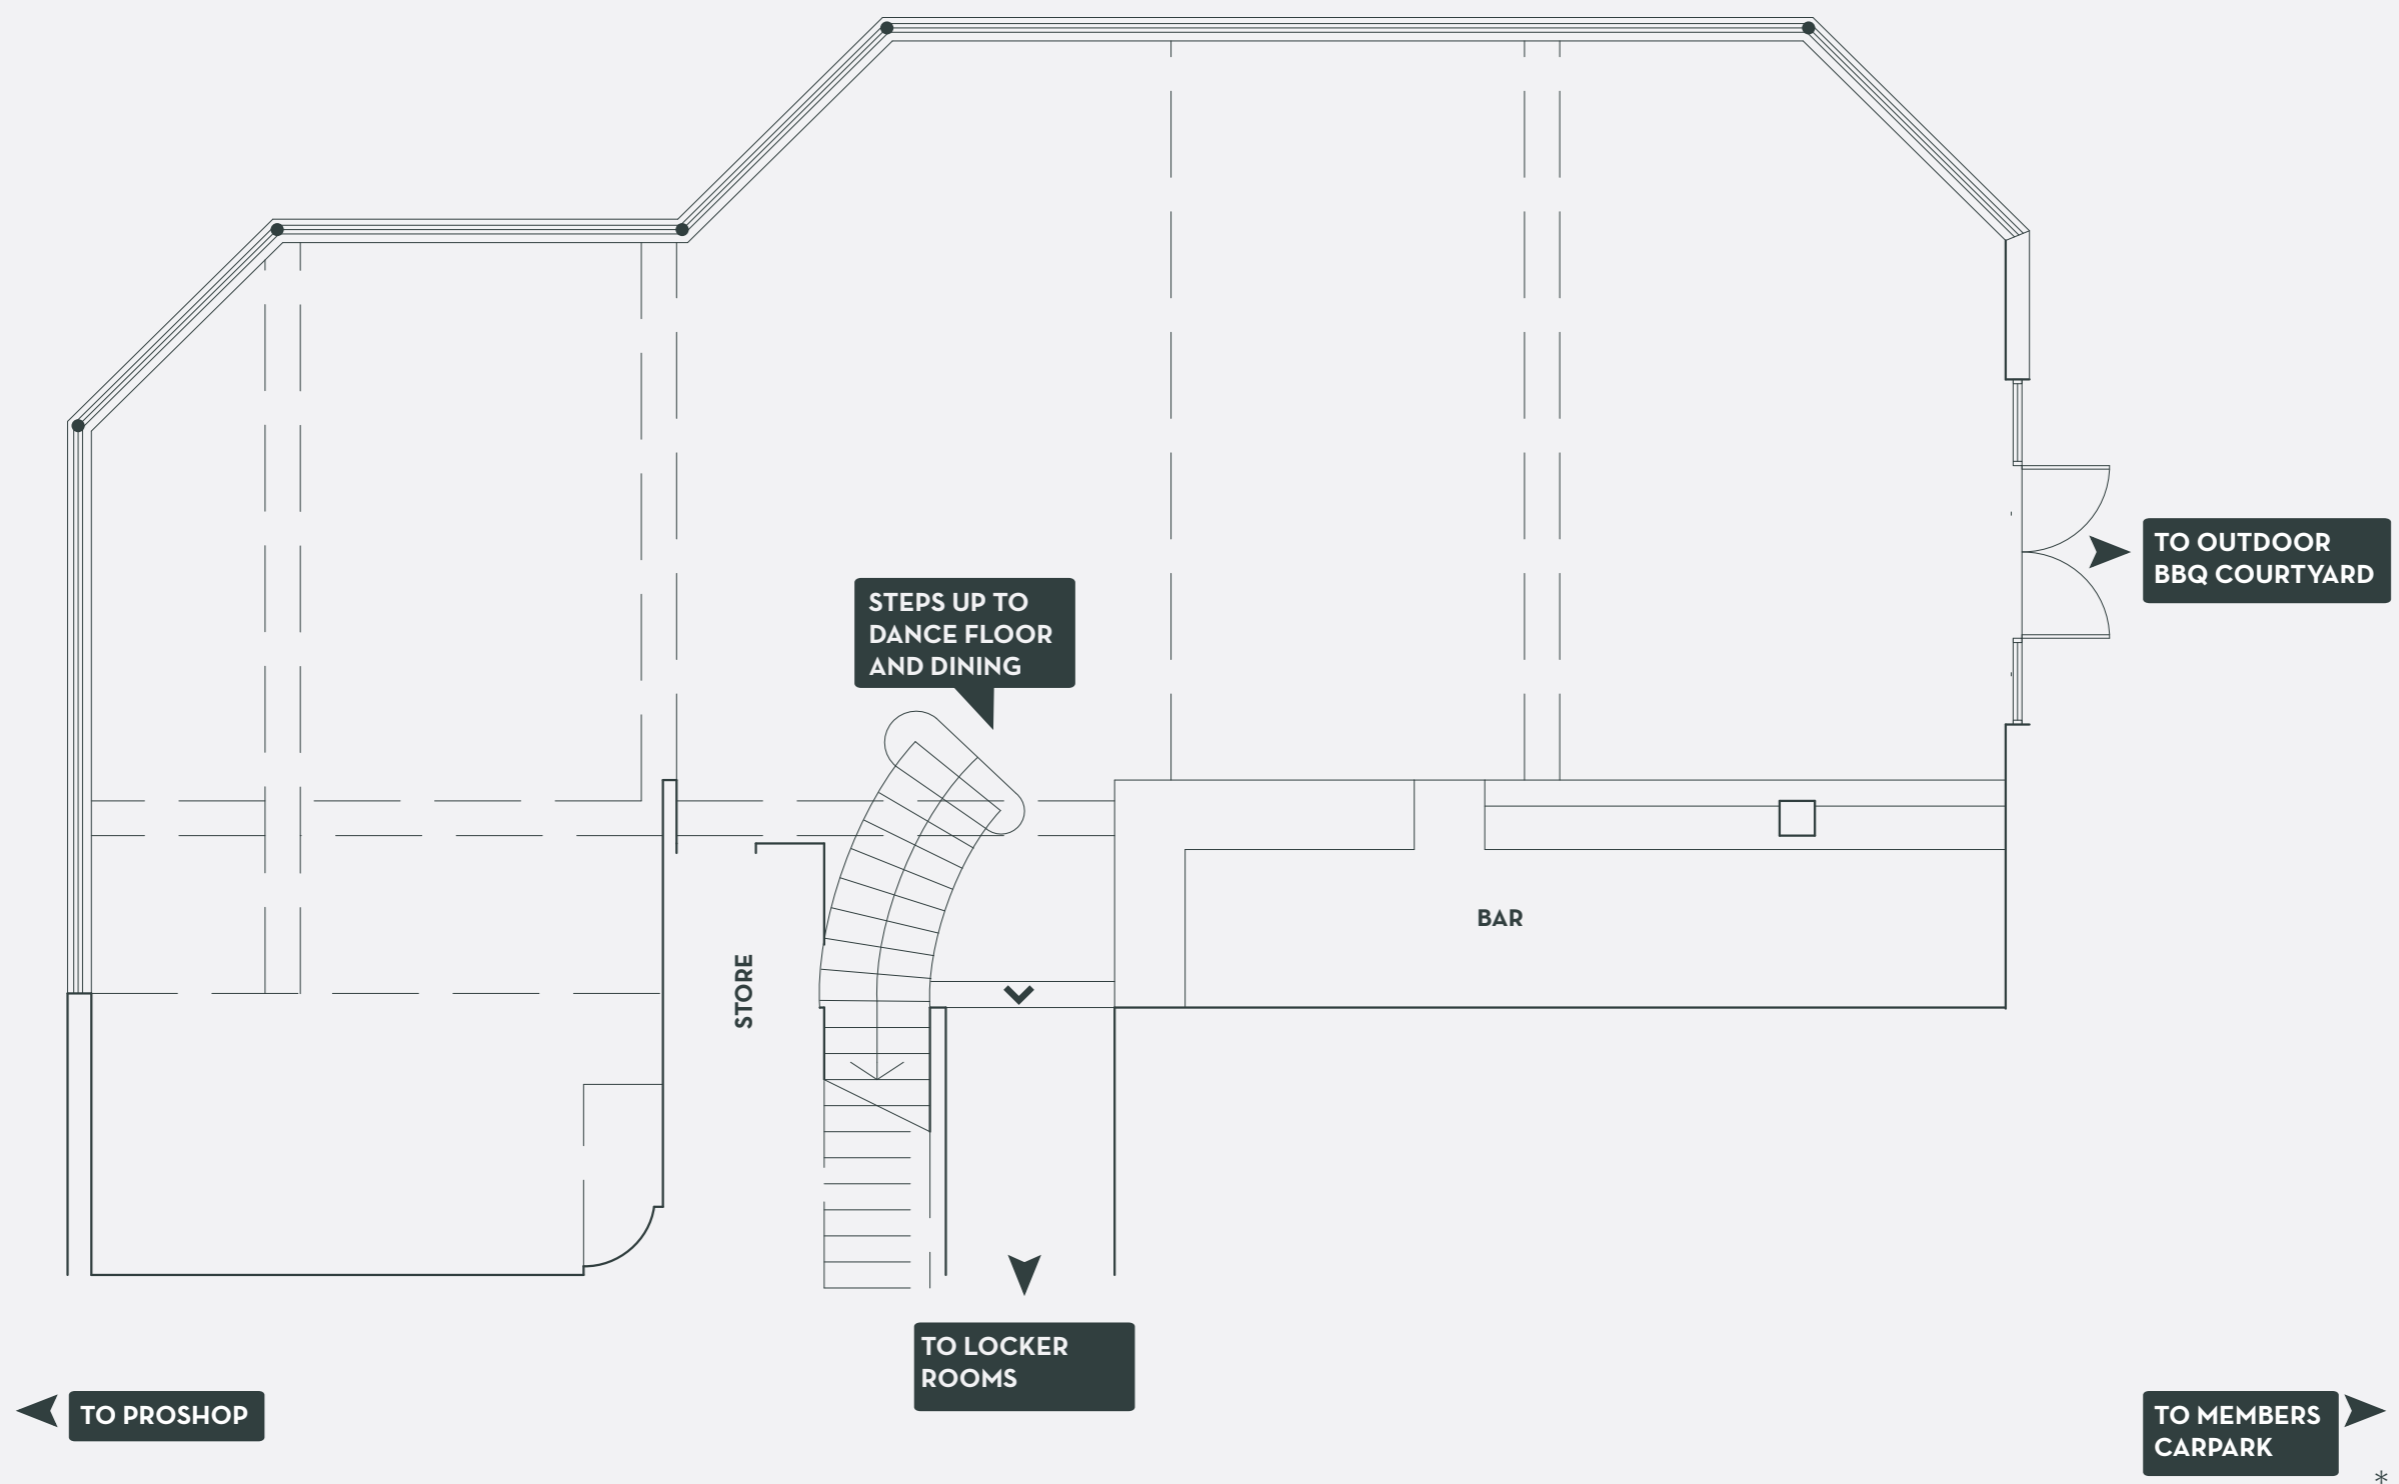 TO OUTDOOR
BBQ COURTYARD
STEPS UP TO
DANCE FLOOR
AND DINING
BAR
STORE
TO LOCKER
ROOMS
TO PROSHOP
TO MEMBERS
CARPARK
*